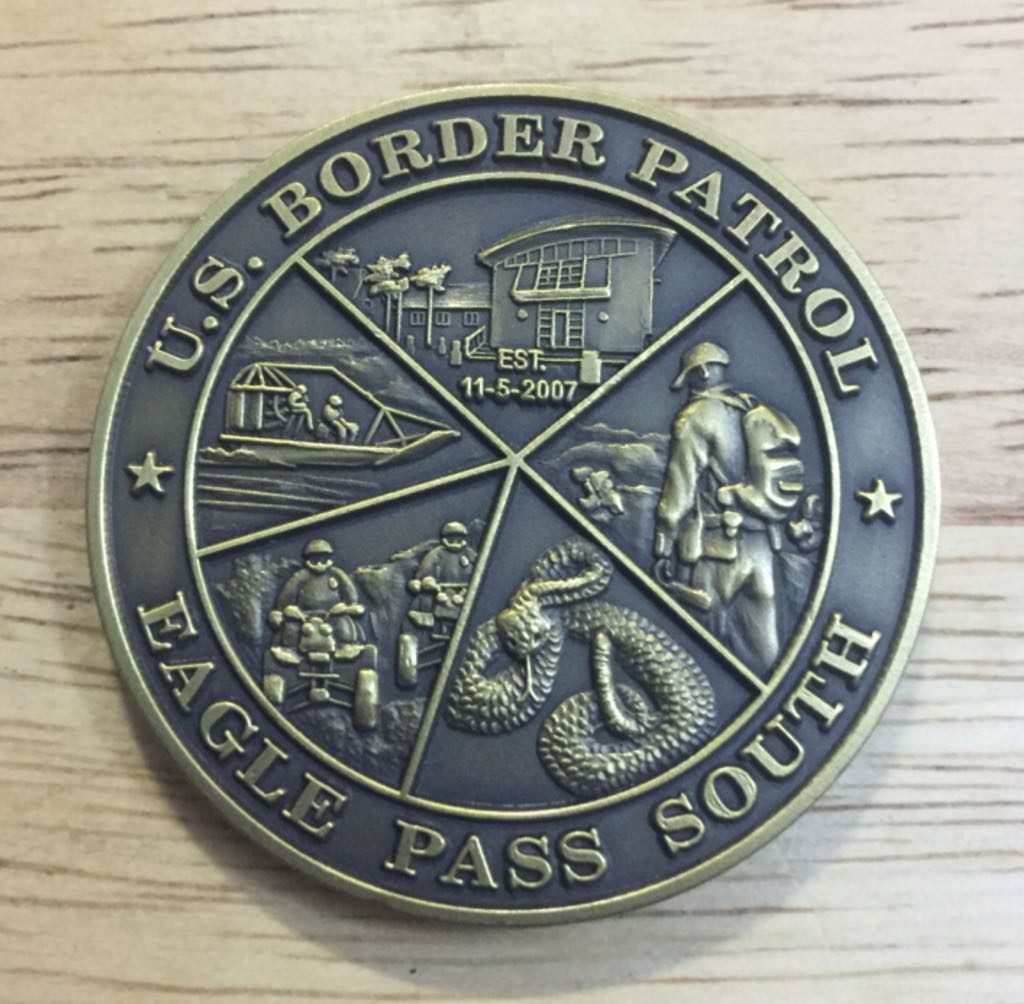 U.S. BORDER PATROL
EST.
11-5-2007
EAGLE PASS SOUTH